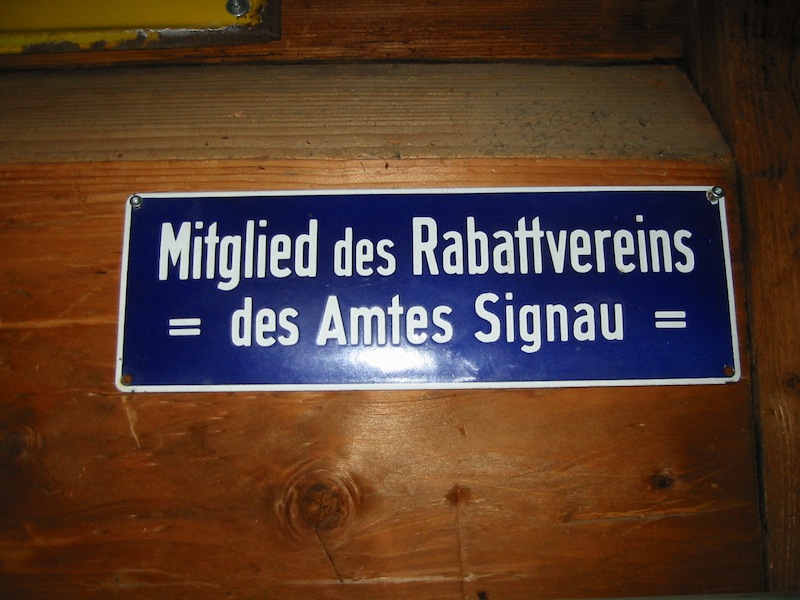 Mitglied des Rabattvereins
= des Amtes Signau =